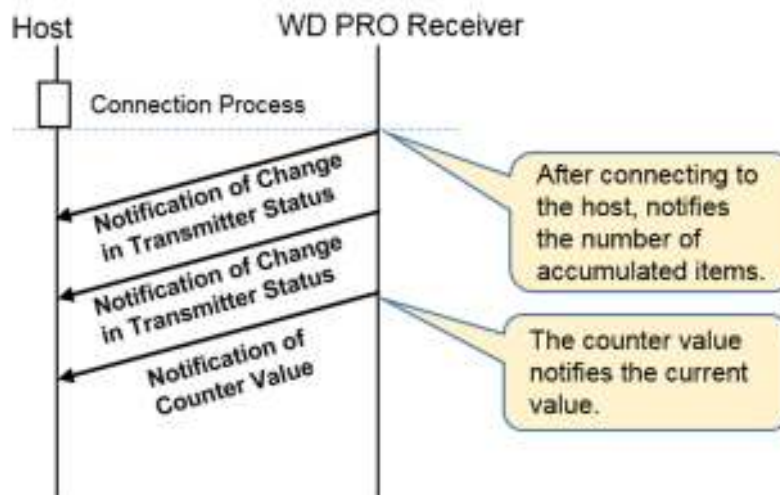 Host
WD PRO Receiver
Connection Process
Notification of Change
in Transmitter Status
After connecting to
the host, notifies
the number of
accumulated items.
Notification of Change
in Transmitter Status
Notification of
Counter Value
The counter value
notifies the current
value.